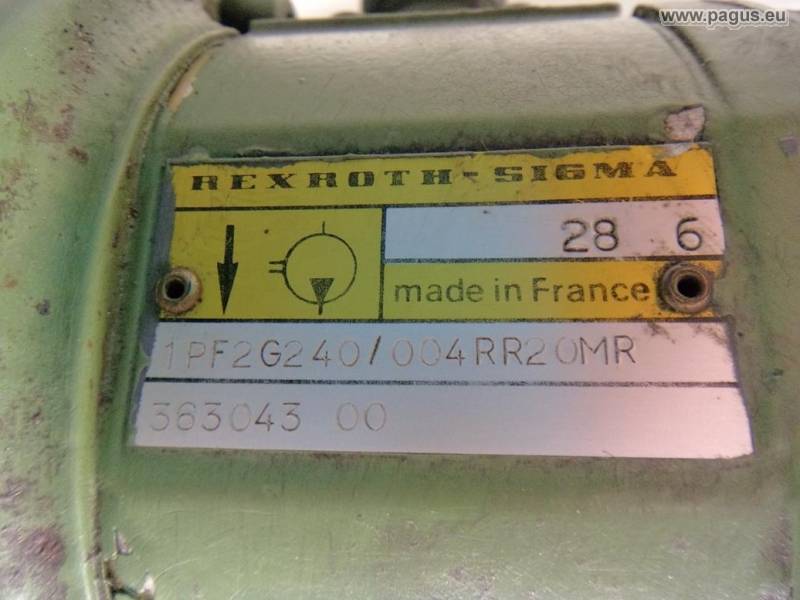 www.pagus.eu
REXROTH-SIGMA
28 6
made in France
1PF2G240/004RR20MR
363043 00